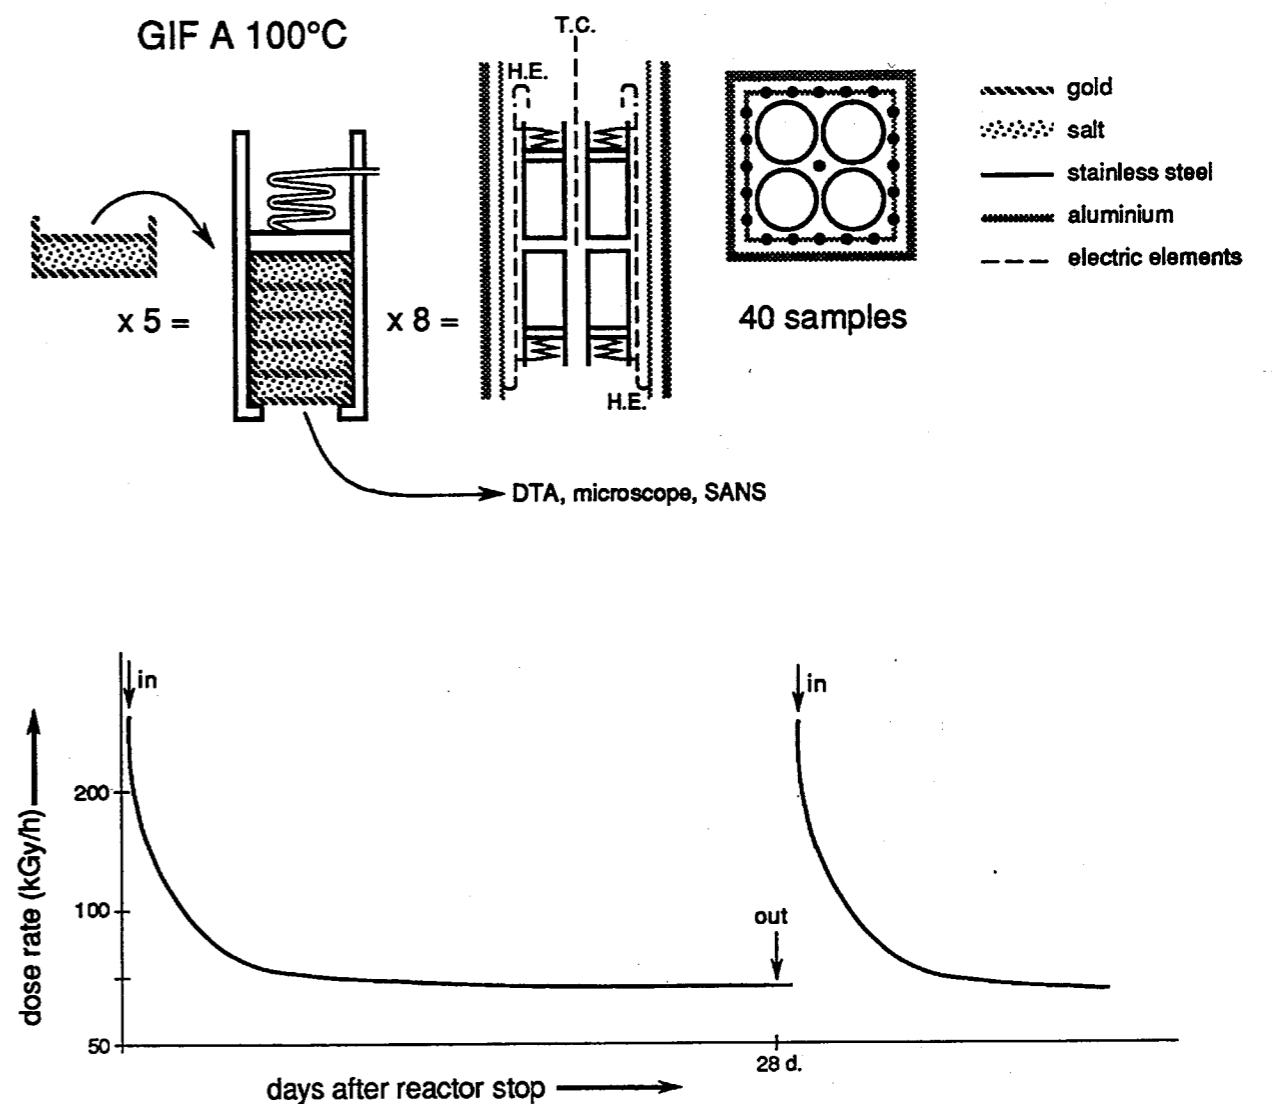 GIF A 100°C
T.C.
H.E.
gold
salt
stainless steel
aluminium
electric elements
x 5 =
x 8 =
40 samples
H.E.
DTA, microscope, SANS
in
in
dose rate (kGy/h)
200
100
out
50
28 d.
days after reactor stop